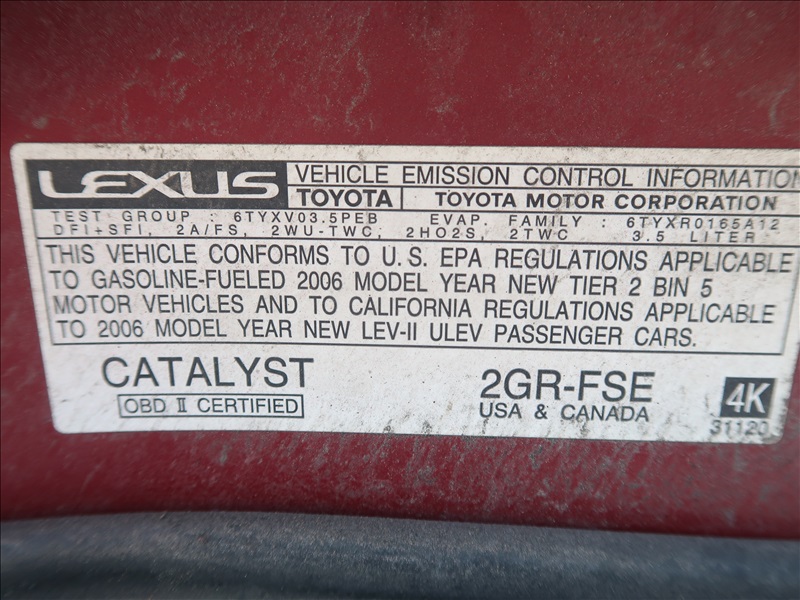 LEXUS VEHICLE EMISSION CONTROL INFORMATION
TOYOTA TOYOTA MOTOR CORPORATION
TEST GROUP : 6TYXV03.5PEB EVAP. FAMILY : 6TYXR0165A12
DFI+SFI, 2A/FS, 2WU-TWC, 2HO2S, 2TWC 3.5 LITER
THIS VEHICLE CONFORMS TO U.S. EPA REGULATIONS APPLICABLE
TO GASOLINE-FUELED 2006 MODEL YEAR NEW TIER 2 BIN 5
MOTOR VEHICLES AND TO CALIFORNIA REGULATIONS APPLICABLE
TO 2006 MODEL YEAR NEW LEV-II ULEV PASSENGER CARS.
CATALYST 2GR-FSE 4K
OBD II CERTIFIED USA & CANADA 31120